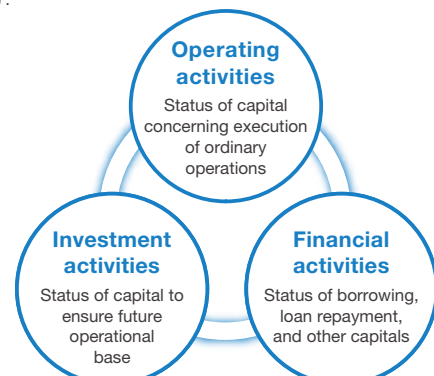 Operating
activities
Status of capital
concerning execution
of ordinary
operations
Investment
activities
Status of capital to
ensure future
operational
base
Financial
activities
Status of borrowing,
loan repayment,
and other capitals